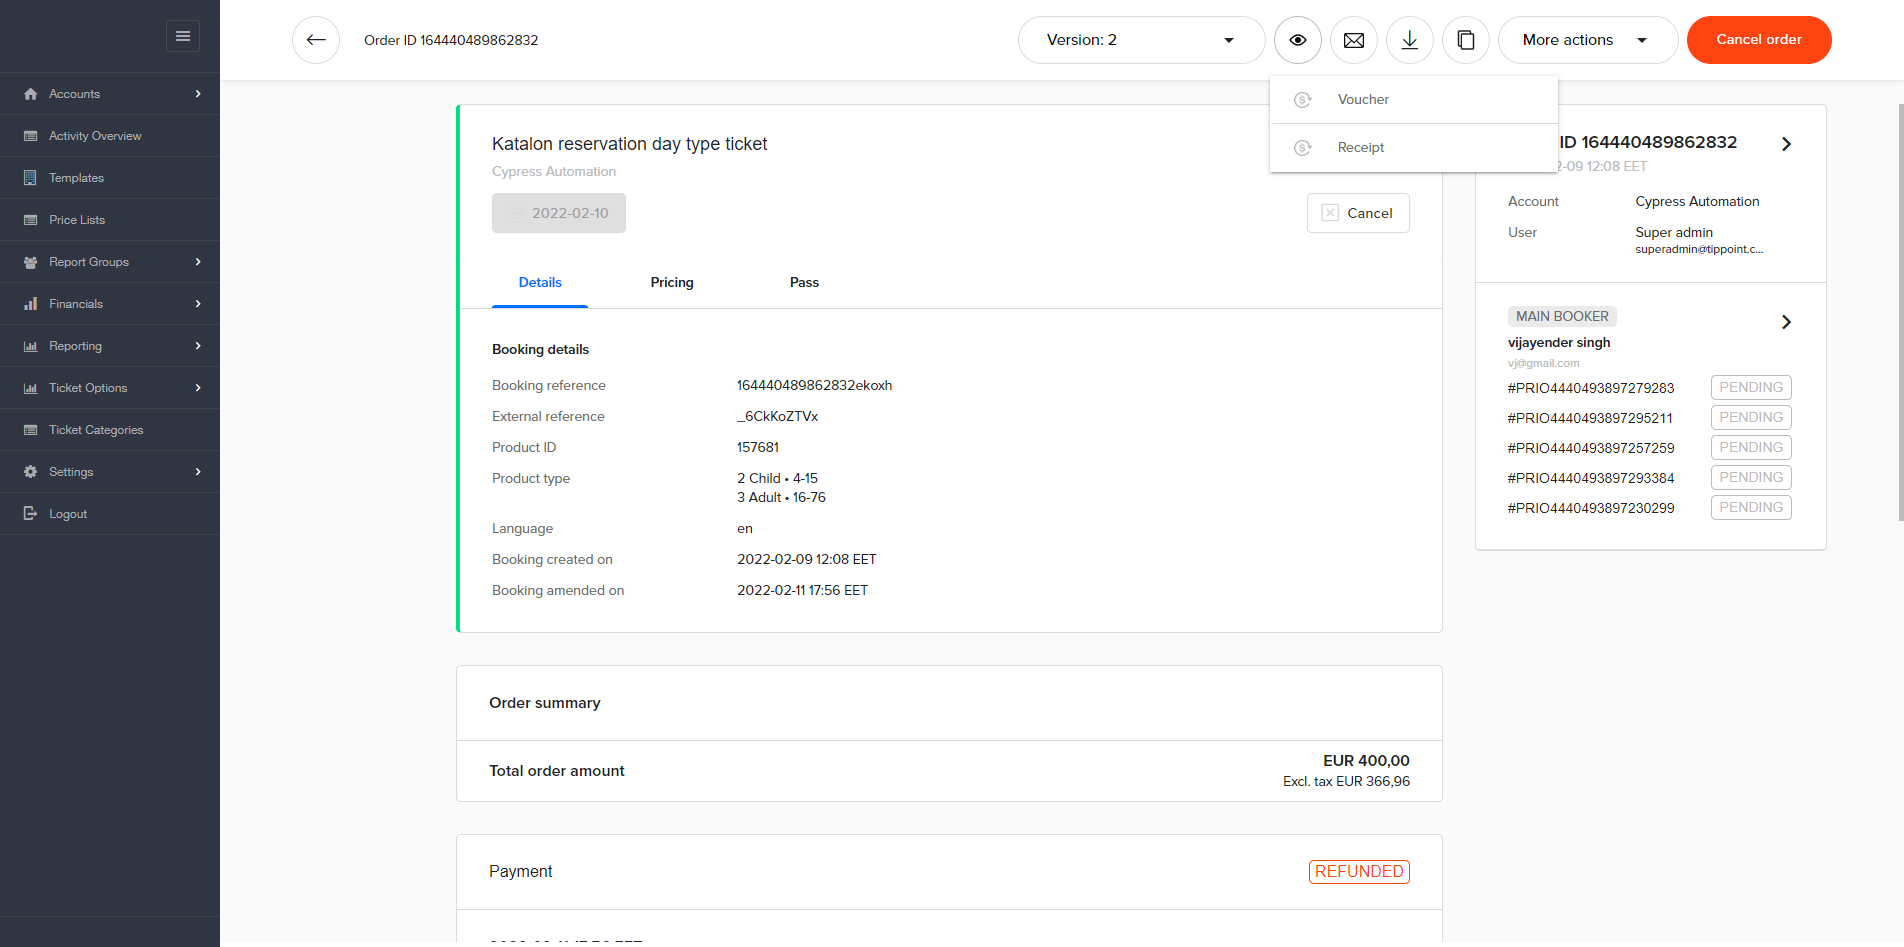 Order ID 164440489862832
Version: 2
More actions
Cancel order
Accounts
Activity Overview
Templates
Price Lists
Report Groups
Financials
Reporting
Ticket Options
Ticket Categories
Settings
Logout
Voucher
Receipt
Katalon reservation day type ticket
Cypress Automation
2022-02-10
Cancel
Details
Pricing
Pass
Booking details
Booking reference 164440489862832ekoxh
External reference _6CkKoZTVx
Product ID 157681
Product type 2 Child • 4-15
3 Adult • 16-76
Language en
Booking created on 2022-02-09 12:08 EET
Booking amended on 2022-02-11 17:56 EET
Order summary
Total order amount EUR 400,00
Excl. tax EUR 366,96
Payment REFUNDED
ID 164440489862832
2-09 12:08 EET
Account Cypress Automation
User Super admin
superadmin@tippoint.c...
MAIN BOOKER
vijayender singh
vj@gmail.com
#PRIO4440493897279283 PENDING
#PRIO4440493897295211 PENDING
#PRIO4440493897257259 PENDING
#PRIO4440493897293384 PENDING
#PRIO4440493897230299 PENDING